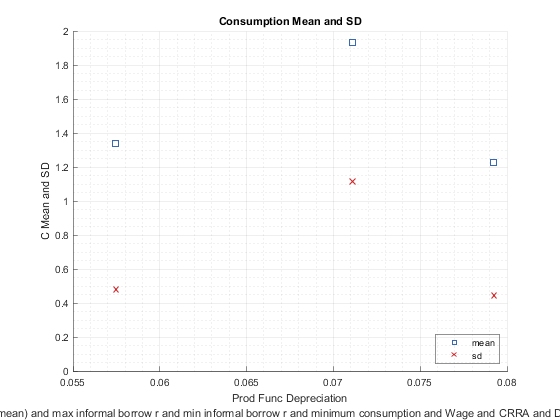 Consumption Mean and SD
2
1.8
1.6
1.4
1.2
1
0.8
0.6
0.4
0.2
0
C Mean and SD
0.055
0.06
0.065
0.07
0.075
0.08
Prod Func Depreciation
mean
sd
mean) and max informal borrow r and min informal borrow r and minimum consumption and Wage and CRRA and